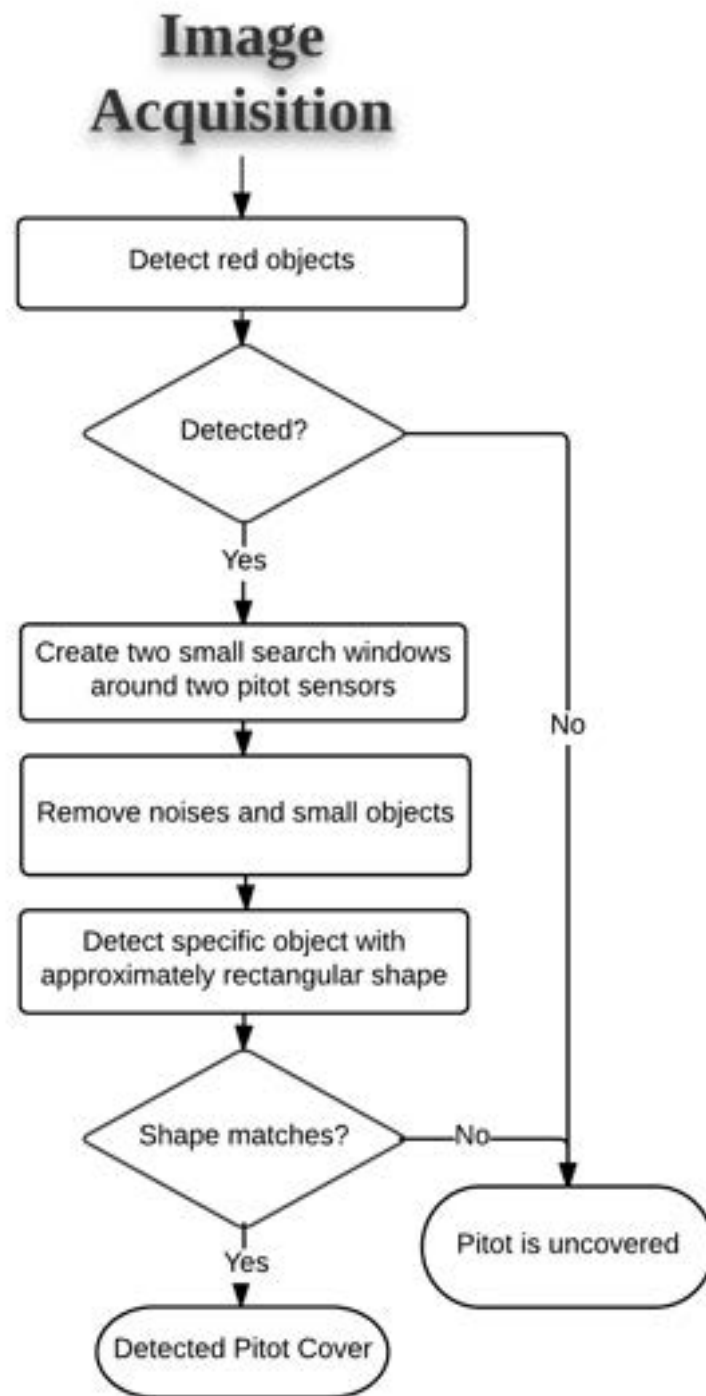 Image
Acquisition
Detect red objects
Detected?
Yes
Create two small search windows
around two pitot sensors
No
Remove noises and small objects
Detect specific object with
approximately rectangular shape
Shape matches?
No
Pitot is uncovered
Yes
Detected Pitot Cover